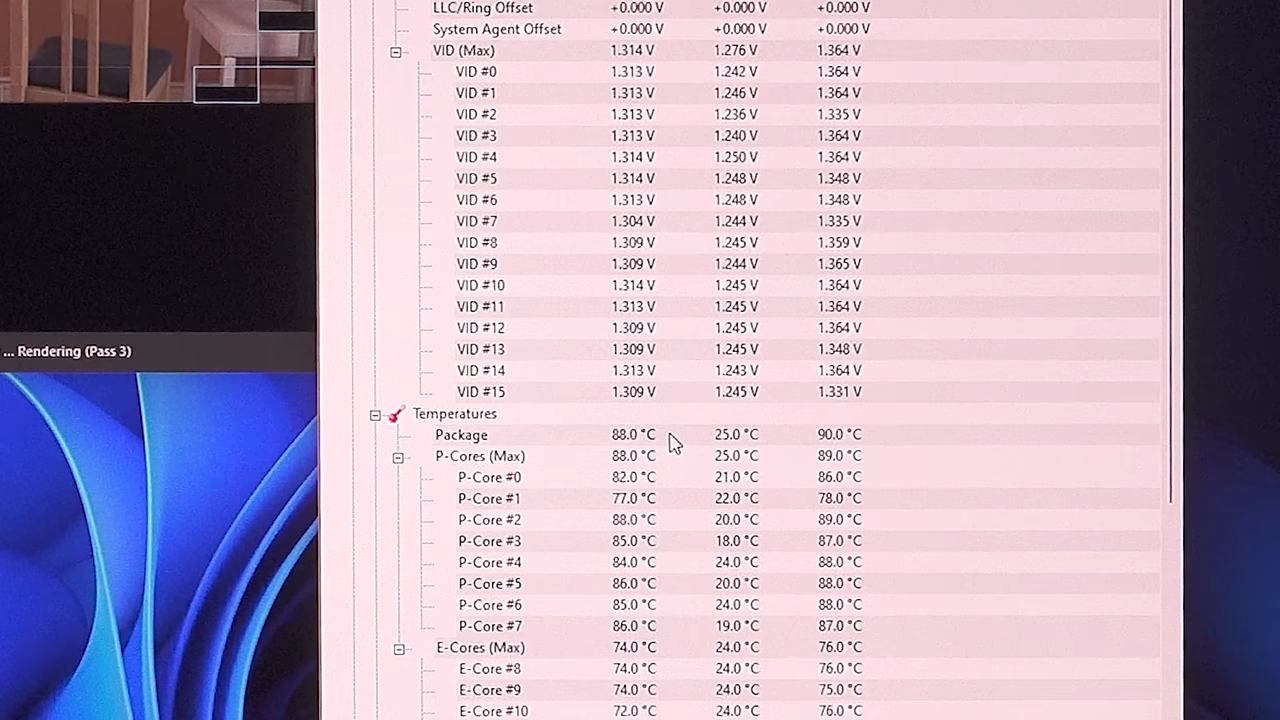 LLC/Ring Offset +0.000 V +0.000 V +0.000 V
System Agent Offset +0.000 V +0.000 V +0.000 V
VID (Max) 1.314 V 1.276 V 1.364 V
VID #0 1.313 V 1.242 V 1.364 V
VID #1 1.313 V 1.246 V 1.364 V
VID #2 1.313 V 1.236 V 1.335 V
VID #3 1.313 V 1.240 V 1.364 V
VID #4 1.314 V 1.250 V 1.364 V
VID #5 1.314 V 1.248 V 1.348 V
VID #6 1.313 V 1.248 V 1.348 V
VID #7 1.304 V 1.244 V 1.335 V
VID #8 1.309 V 1.245 V 1.359 V
VID #9 1.309 V 1.244 V 1.365 V
VID #10 1.314 V 1.245 V 1.364 V
VID #11 1.313 V 1.245 V 1.364 V
VID #12 1.309 V 1.245 V 1.364 V
VID #13 1.309 V 1.245 V 1.348 V
VID #14 1.313 V 1.243 V 1.364 V
VID #15 1.309 V 1.245 V 1.331 V
... Rendering (Pass 3)
Temperatures
Package 88.0 °C 25.0 °C 90.0 °C
P-Cores (Max) 88.0 °C 25.0 °C 89.0 °C
P-Core #0 82.0 °C 21.0 °C 86.0 °C
P-Core #1 77.0 °C 22.0 °C 78.0 °C
P-Core #2 88.0 °C 20.0 °C 89.0 °C
P-Core #3 85.0 °C 18.0 °C 87.0 °C
P-Core #4 84.0 °C 24.0 °C 88.0 °C
P-Core #5 86.0 °C 20.0 °C 88.0 °C
P-Core #6 85.0 °C 24.0 °C 88.0 °C
P-Core #7 86.0 °C 19.0 °C 87.0 °C
E-Cores (Max) 74.0 °C 24.0 °C 76.0 °C
E-Core #8 74.0 °C 24.0 °C 76.0 °C
E-Core #9 74.0 °C 24.0 °C 75.0 °C
E-Core #10 72.0 °C 24.0 °C 76.0 °C